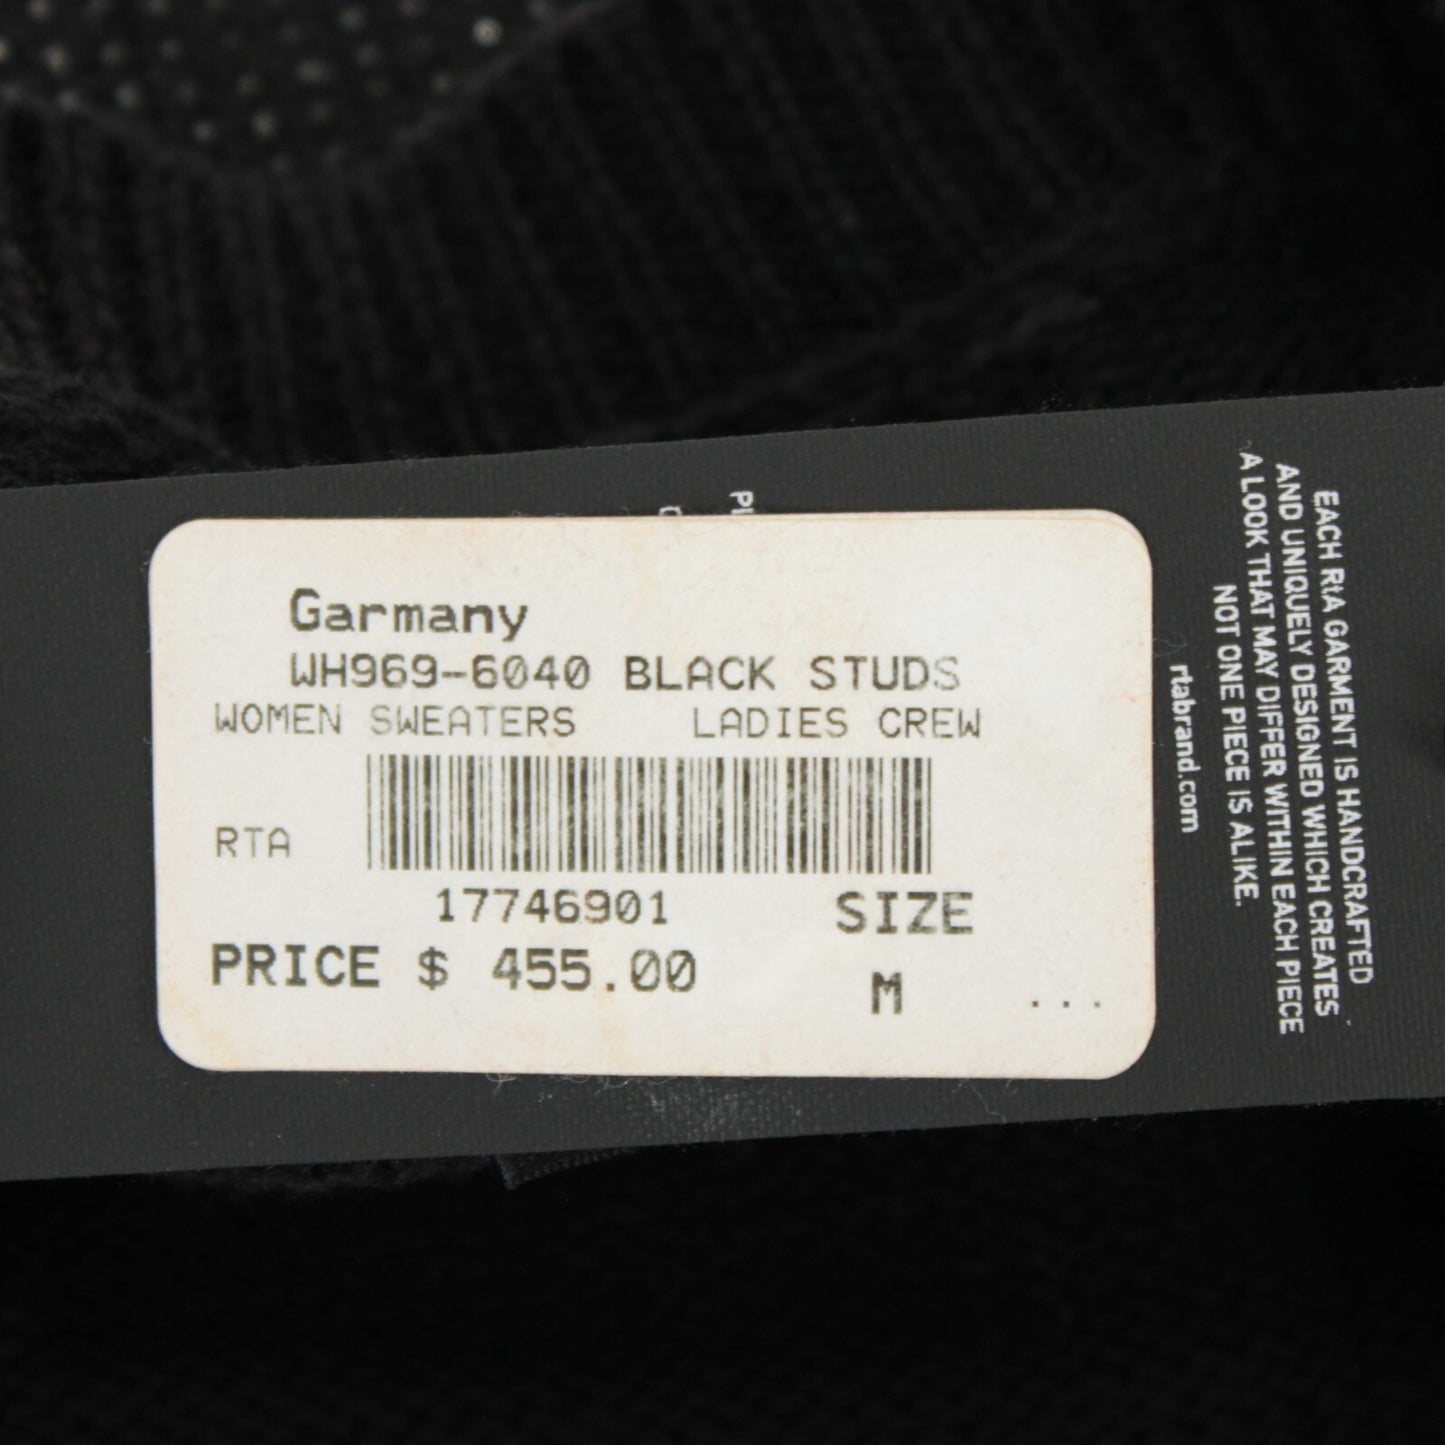 Garmany
WH969-6040 BLACK STUDS
WOMEN SWEATERS LADIES CREW
RTA
17746901
SIZE
PRICE $ 455.00
M
...
EACH RtA GARMENT IS HANDCRAFTED
AND UNIQUELY DESIGNED WHICH CREATES
A LOOK THAT MAY DIFFER WITHIN EACH PIECE
NOT ONE PIECE IS ALIKE.
rtabrand.com